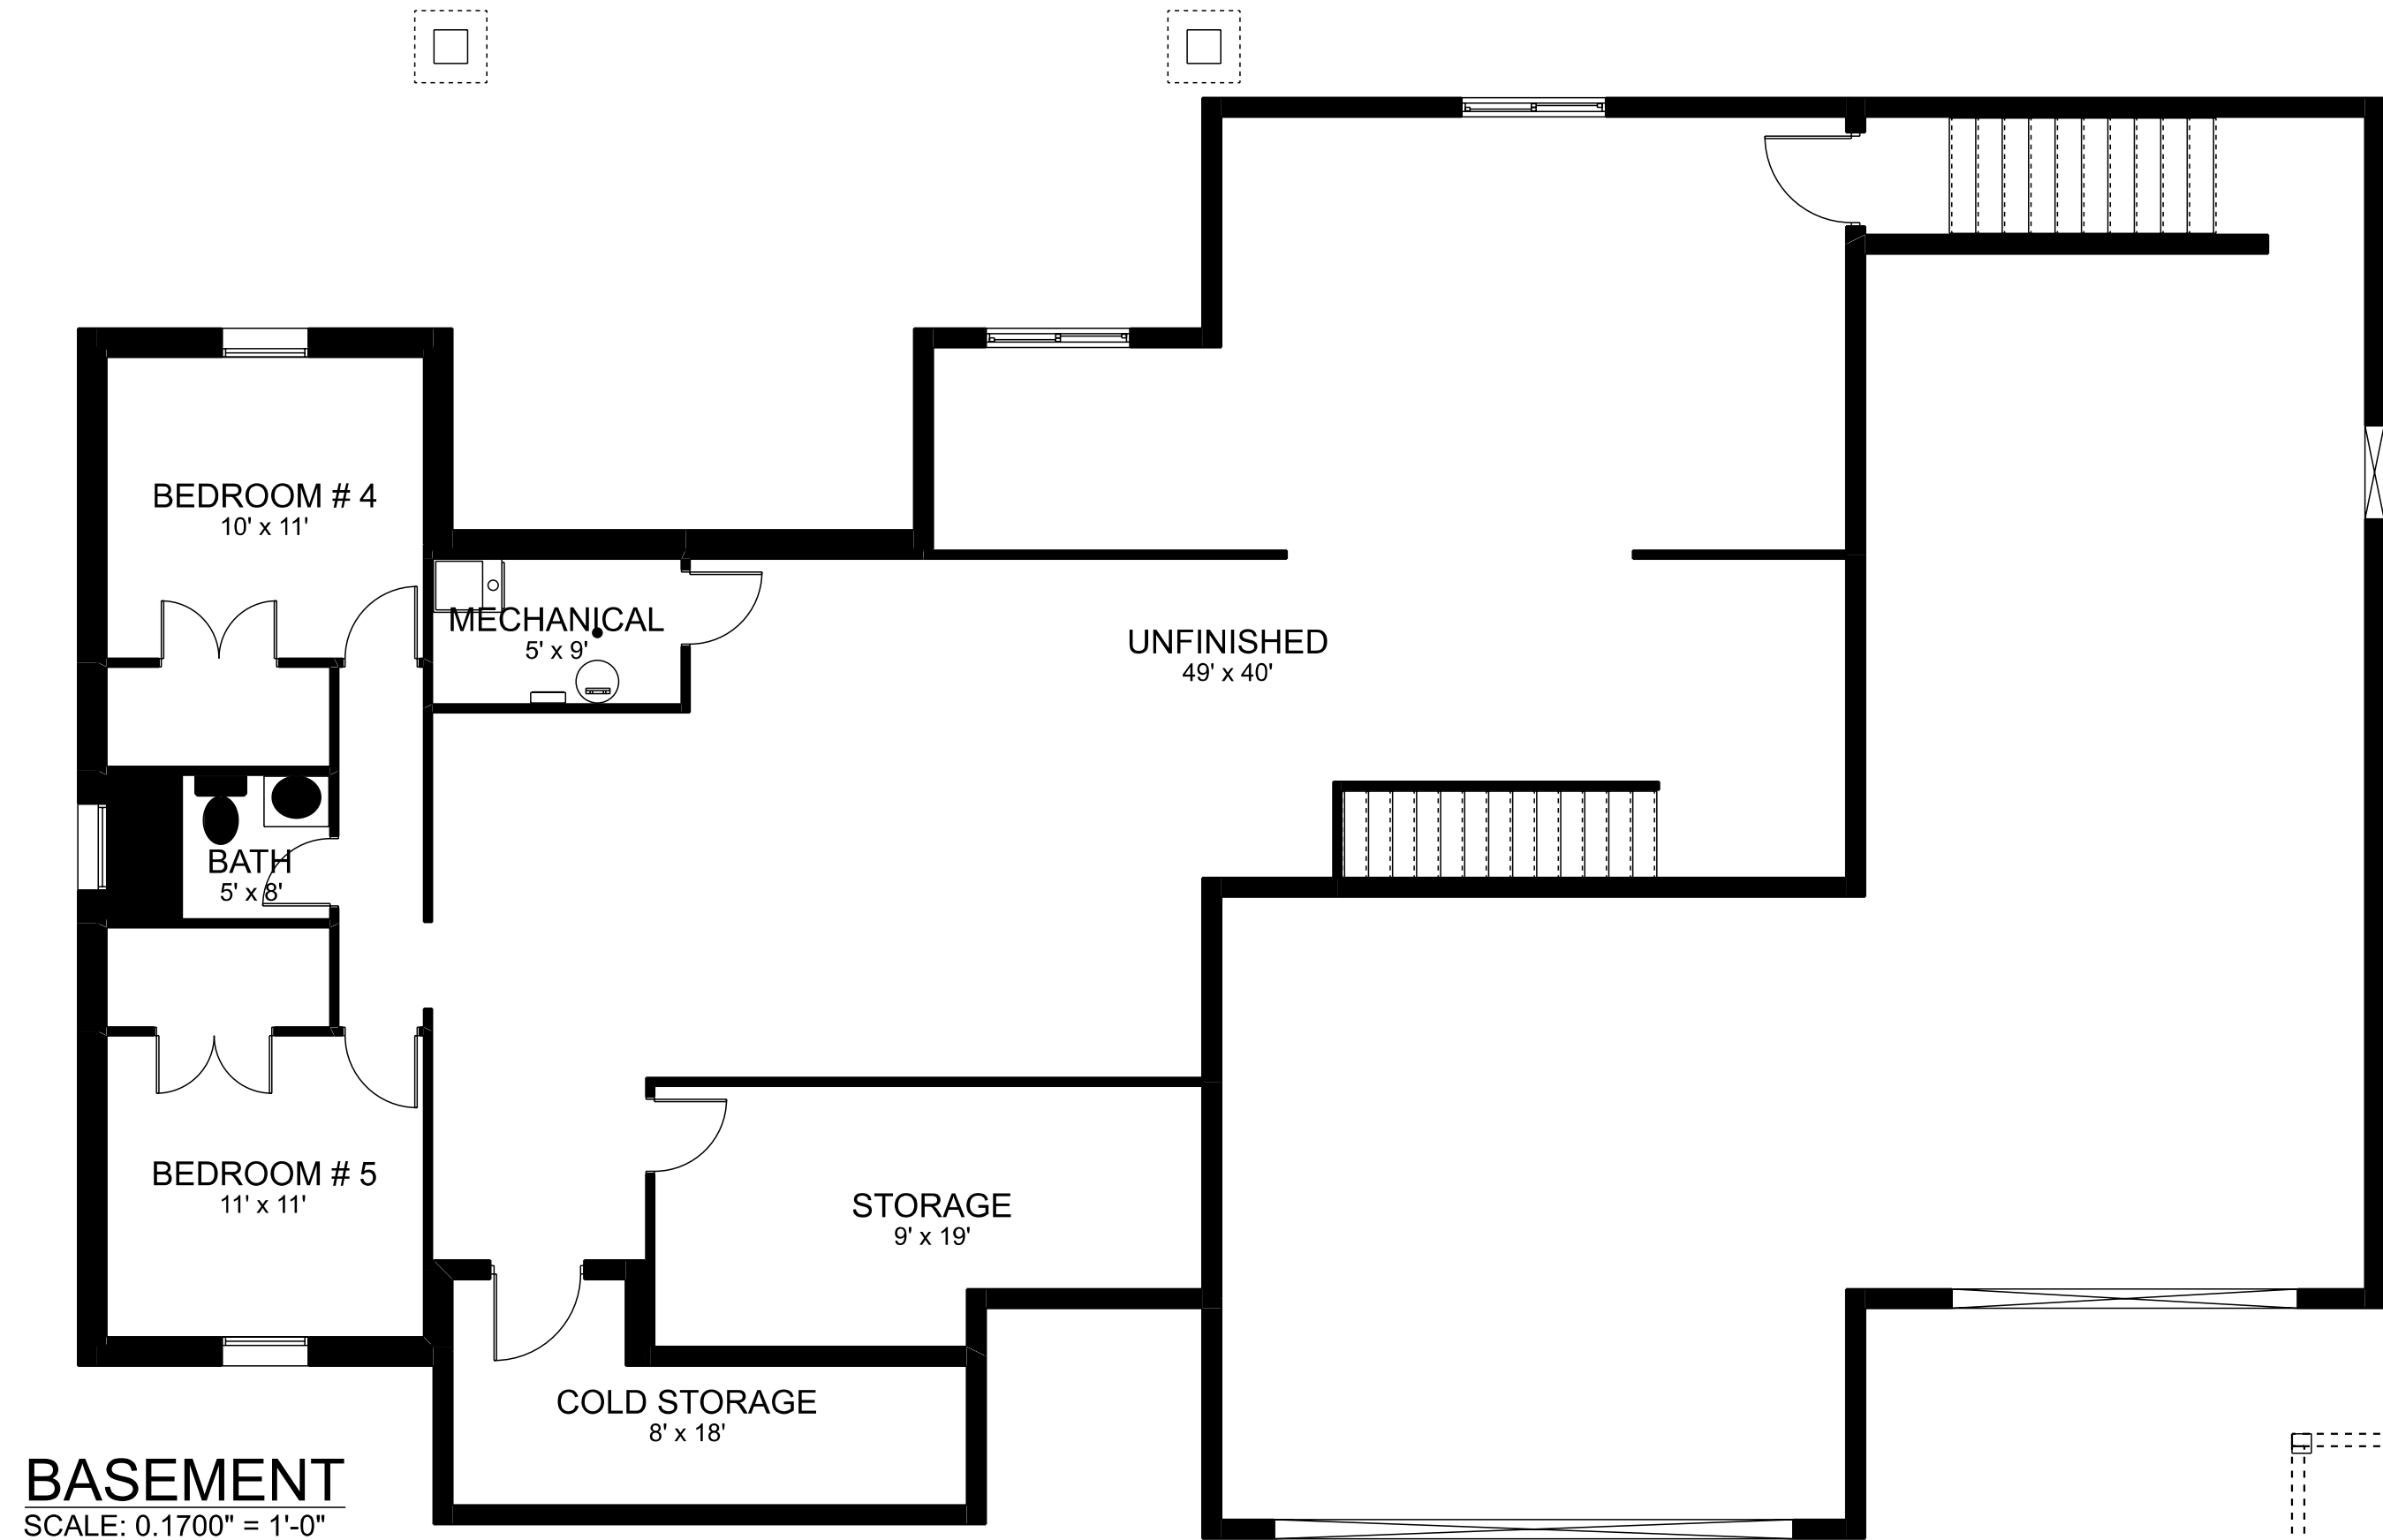 BEDROOM # 4
10' x 11'
MECHANICAL
5' x 9'
UNFINISHED
49' x 40'
BATH
5' x 8'
BEDROOM # 5
11' x 11'
STORAGE
9' x 19'
COLD STORAGE
8' x 18'
BASEMENT
SCALE: 0.1700" = 1'-0"